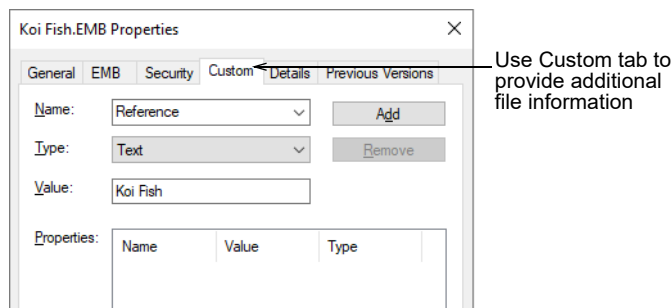 Koi Fish.EMB Properties
General EMB Security Custom Details Previous Versions
Use Custom tab to
provide additional
file information
Name: Reference Add
Type: Text Remove
Value: Koi Fish
Properties: Name Value Type